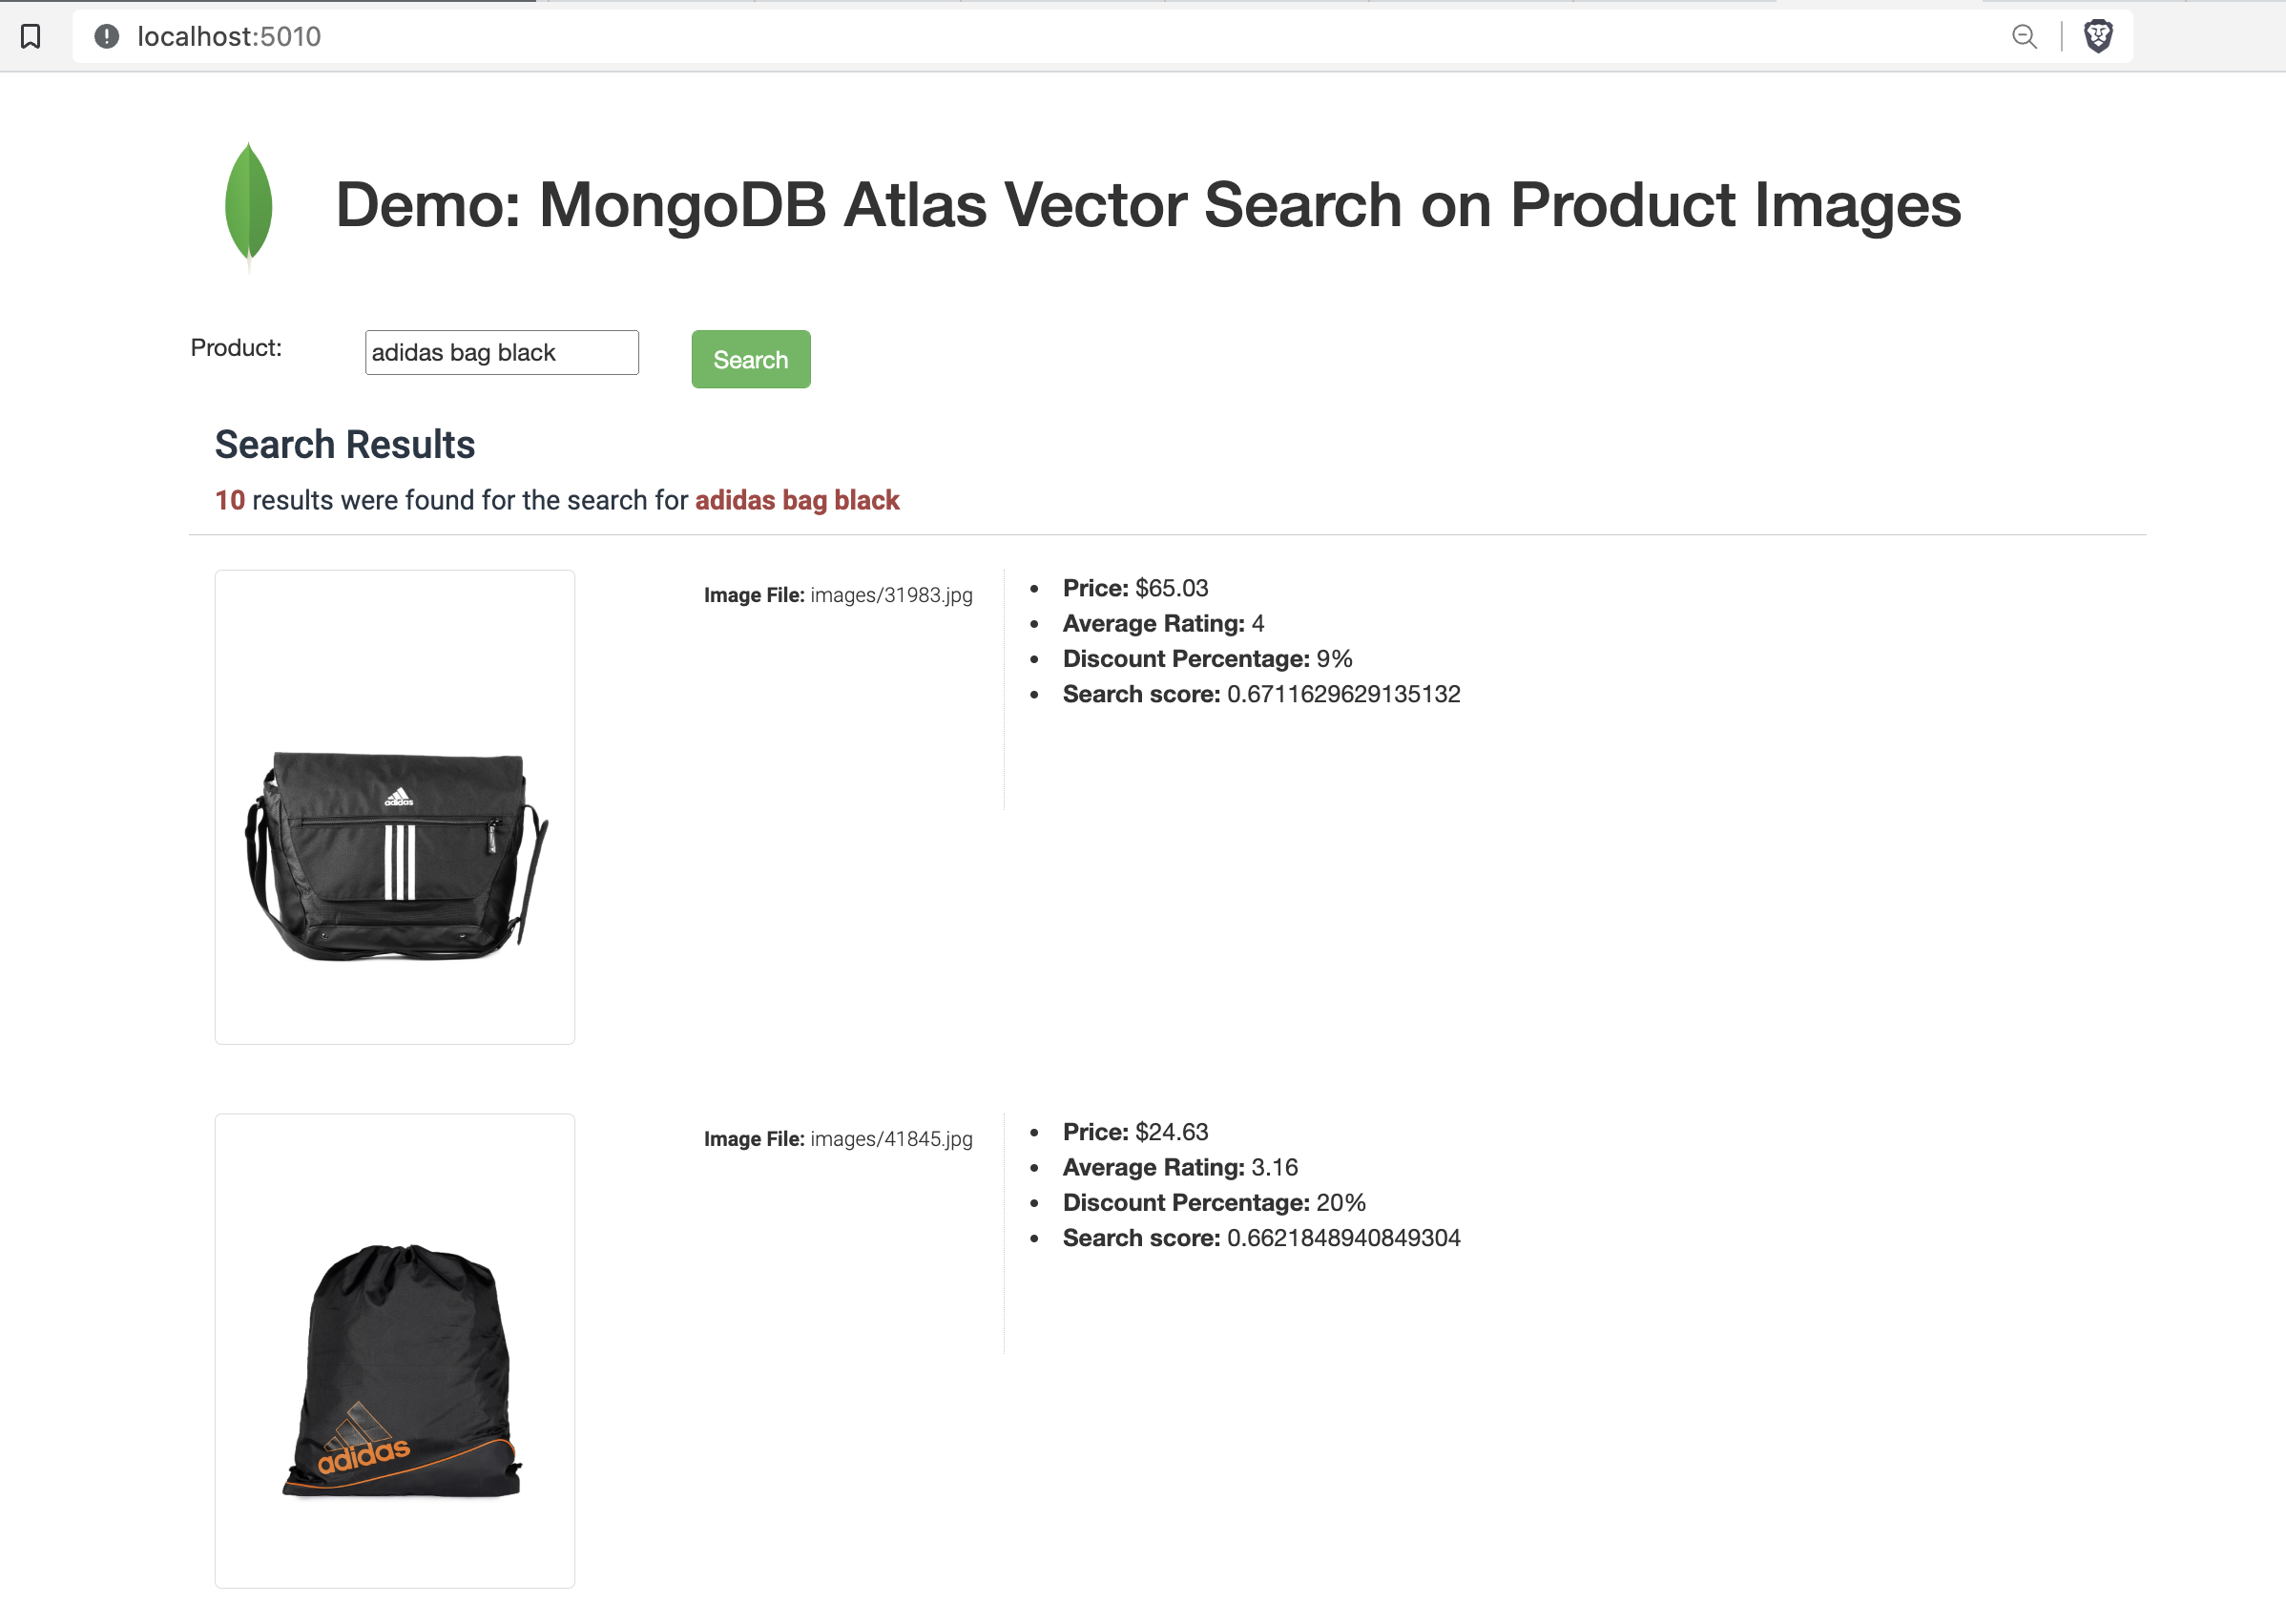 localhost:5010
Demo: MongoDB Atlas Vector Search on Product Images
Product: adidas bag black Search
Search Results
10 results were found for the search for adidas bag black
Image File: images/31983.jpg
Price: $65.03
Average Rating: 4
Discount Percentage: 9%
Search score: 0.6711629629135132
adidas
Image File: images/41845.jpg
Price: $24.63
Average Rating: 3.16
Discount Percentage: 20%
Search score: 0.6621848940849304
adidas